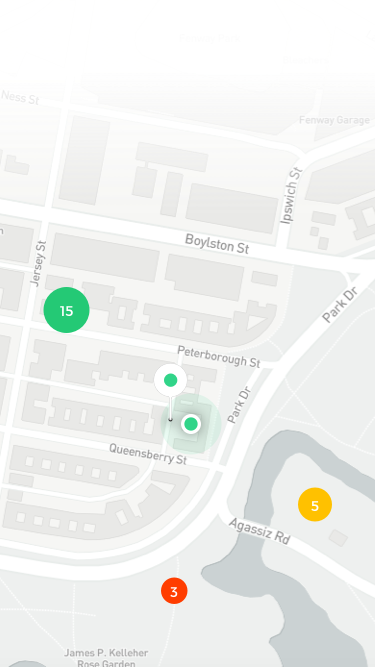 Ness St
Fenway Garage
Ipswich St
Boylston St
Jersey St
15
Park Dr
Peterborough St
Park Dr
Queensberry St
5
Agassiz Rd
3
James P. Kelleher
Rose Garden